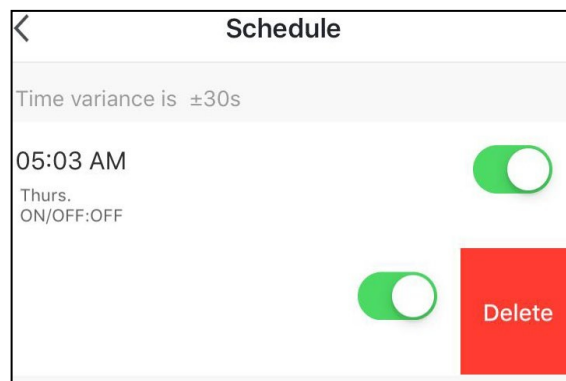 Schedule
Time variance is ±30s
05:03 AM
Thurs.
ON/OFF:OFF
Delete